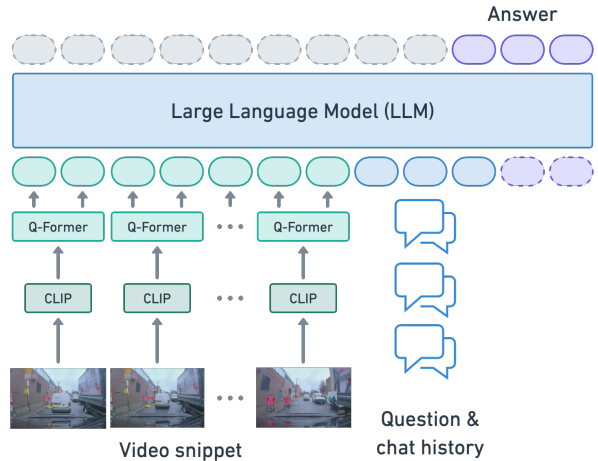 Answer
Large Language Model (LLM)
Q-Former Q-Former ... Q-Former
CLIP CLIP ... CLIP
...
Video snippet
Question &
chat history